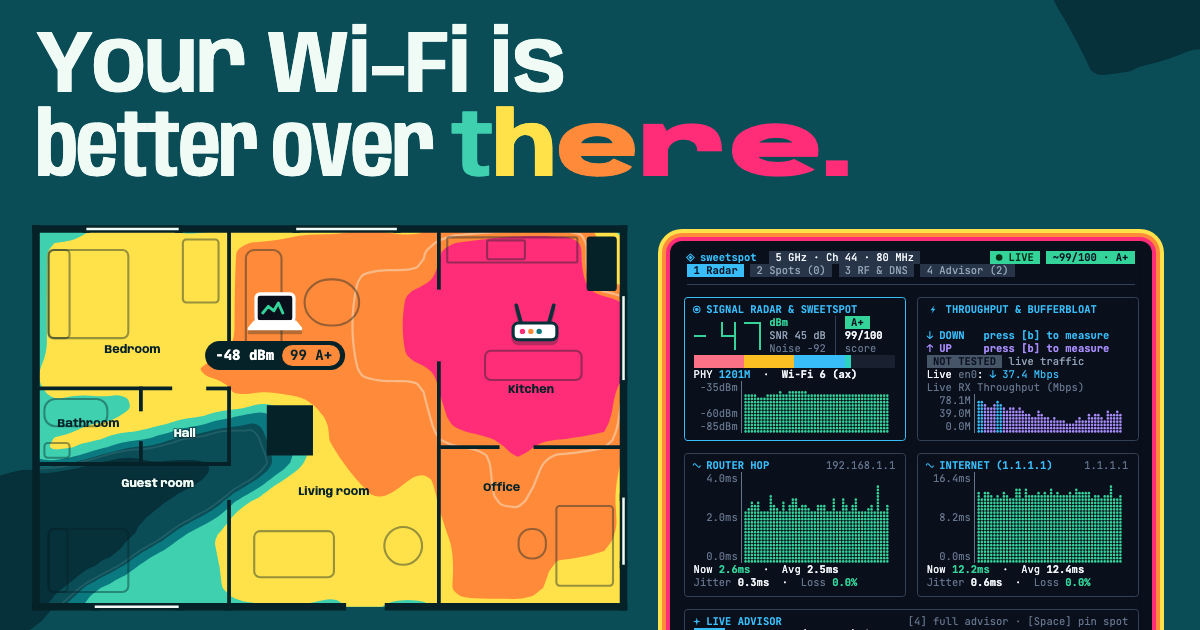 Your Wi-Fi is
better over there.
Bedroom
-48 dBm 99 A+
Kitchen
Bathroom
Hall
Guest room
Living room
Office
sweetspot 5 GHz · Ch 44 · 80 MHz LIVE ~99/100 · A+
1 Radar 2 Spots (0) 3 RF & DNS 4 Advisor (2)
SIGNAL RADAR & SWEETSPOT
-47 dBm A+
SNR 45 dB 99/100
Noise -92 score
PHY 1201M · Wi-Fi 6 (ax)
-35dBm
-60dBm
-85dBm
THROUGHPUT & BUFFERBLOAT
↓ DOWN press [b] to measure
↑ UP press [b] to measure
NOT TESTED live traffic
Live en0: ↓ 37.4 Mbps
Live RX Throughput (Mbps)
78.1M
39.0M
0.0M
ROUTER HOP 192.168.1.1
4.0ms
2.0ms
0.0ms
Now 2.6ms · Avg 2.5ms
Jitter 0.3ms · Loss 0.0%
INTERNET (1.1.1.1) 1.1.1.1
16.4ms
8.2ms
0.0ms
Now 12.2ms · Avg 12.4ms
Jitter 0.6ms · Loss 0.0%
LIVE ADVISOR [4] full advisor · [Space] pin spot